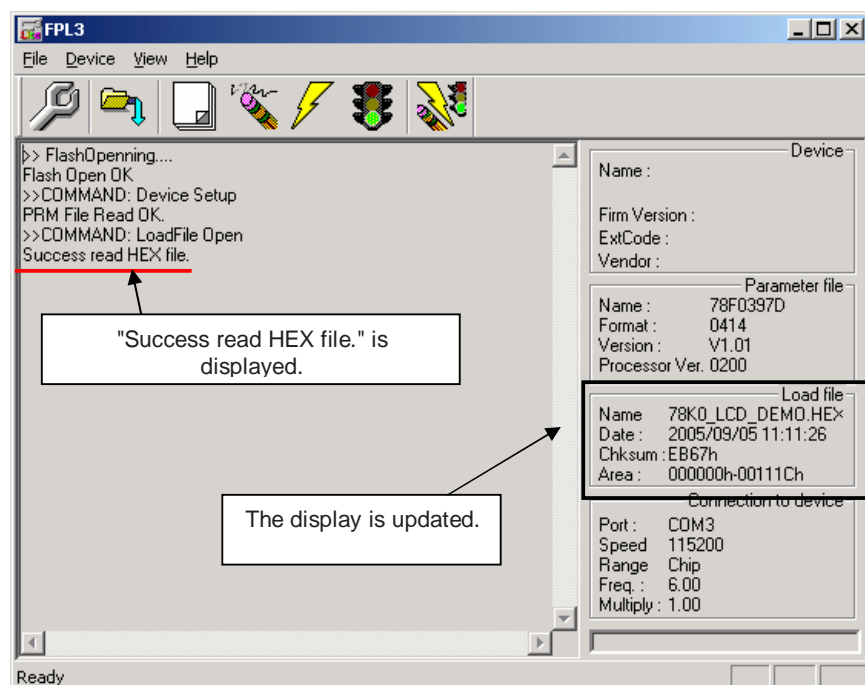 FPL3
File Device View Help
>> FlashOpenning....
Flash Open OK
>>COMMAND: Device Setup
PRM File Read OK.
>>COMMAND: LoadFile Open
Success read HEX file.
"Success read HEX file." is
displayed.
The display is updated.
Device
Name :
Firm Version :
ExtCode :
Vendor :
Parameter file
Name : 78F0397D
Format : 0414
Version : V1.01
Processor Ver. 0200
Load file
Name 78K0_LCD_DEMO.HEX
Date : 2005/09/05 11:11:26
Chksum : EB67h
Area : 000000h-00111Ch
Connection to device
Port : COM3
Speed 115200
Range Chip
Freq. : 6.00
Multiply : 1.00
Ready